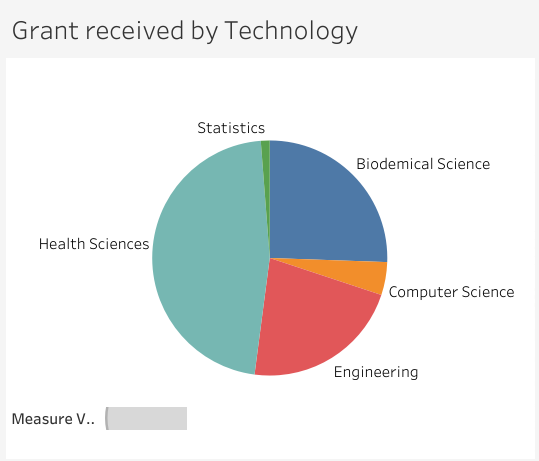 Grant received by Technology
Statistics
Biodemical Science
Health Sciences
Computer Science
Engineering
Measure V..